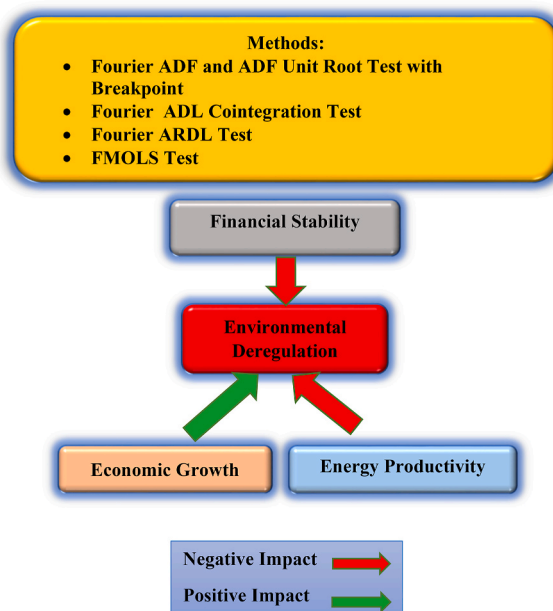 Methods:
• Fourier ADF and ADF Unit Root Test with
Breakpoint
• Fourier ADL Cointegration Test
• Fourier ARDL Test
• FMOLS Test
Financial Stability
Environmental
Deregulation
Economic Growth
Energy Productivity
Negative Impact
Positive Impact